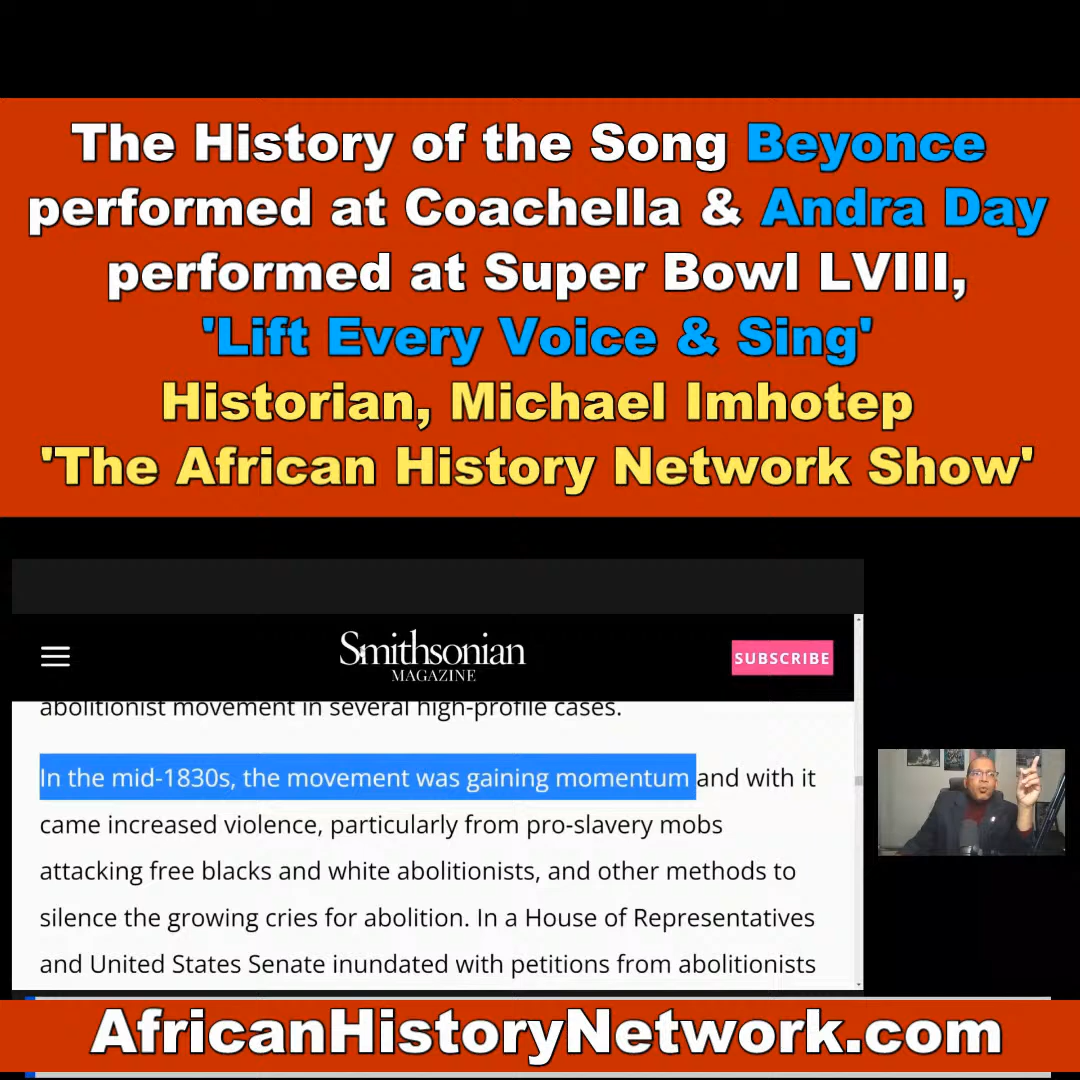 The History of the Song Beyonce
performed at Coachella & Andra Day
performed at Super Bowl LVIII,
'Lift Every Voice & Sing'
Historian, Michael Imhotep
'The African History Network Show'
Smithsonian
MAGAZINE
SUBSCRIBE
abolitionist movement in several high-profile cases.
In the mid-1830s, the movement was gaining momentum and with it
came increased violence, particularly from pro-slavery mobs
attacking free blacks and white abolitionists, and other methods to
silence the growing cries for abolition. In a House of Representatives
and United States Senate inundated with petitions from abolitionists
AfricanHistoryNetwork.com